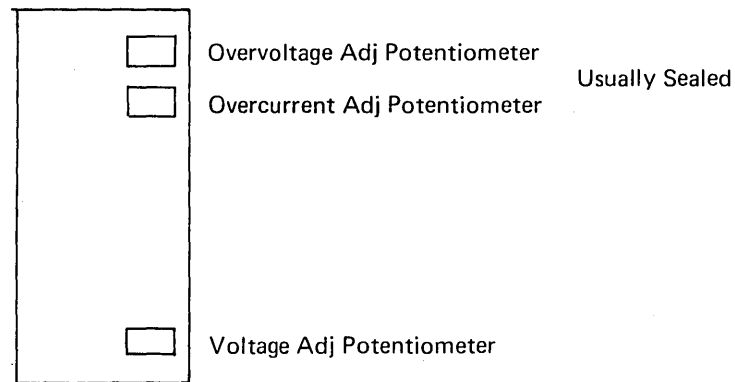 Overvoltage Adj Potentiometer
Usually Sealed
Overcurrent Adj Potentiometer
Voltage Adj Potentiometer